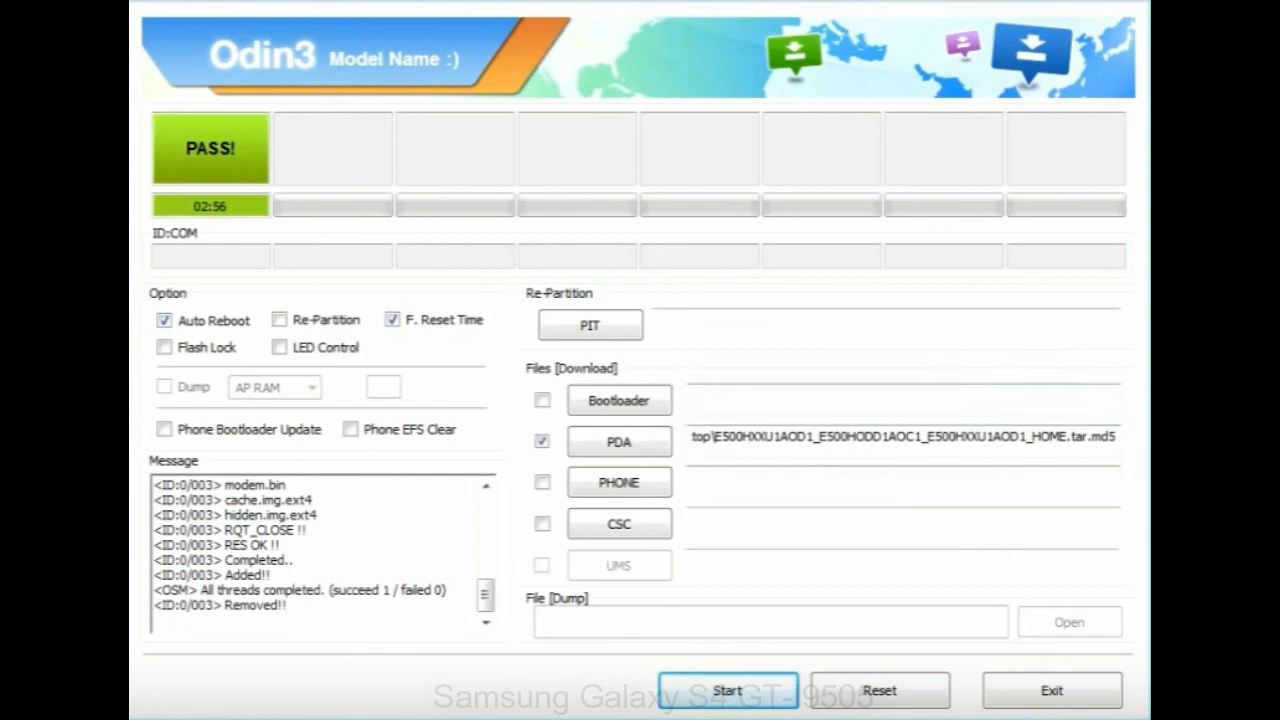 Odin3 Model Name :)
PASS!
02:56
ID:COM
Option
Auto Reboot Re-Partition F. Reset Time
Flash Lock LED Control
Dump AP RAM
Phone Bootloader Update Phone EFS Clear
Message
<ID:0/003> modem.bin
<ID:0/003> cache.img.ext4
<ID:0/003> hidden.img.ext4
<ID:0/003> RQT_CLOSE !!
<ID:0/003> RES OK !!
<ID:0/003> Completed..
<ID:0/003> Added!!
<OSM> All threads completed. (succeed 1 / failed 0)
<ID:0/003> Removed!!
Re-Partition
PIT
Files [Download]
Bootloader
PDA top\E500HXXU1AOD1_E500HODD1AOC1_E500HXXU1AOD1_HOME.tar.md5
PHONE
CSC
UMS
File [Dump]
Open
Start Reset Exit
Samsung Galaxy S4 GT-I9505